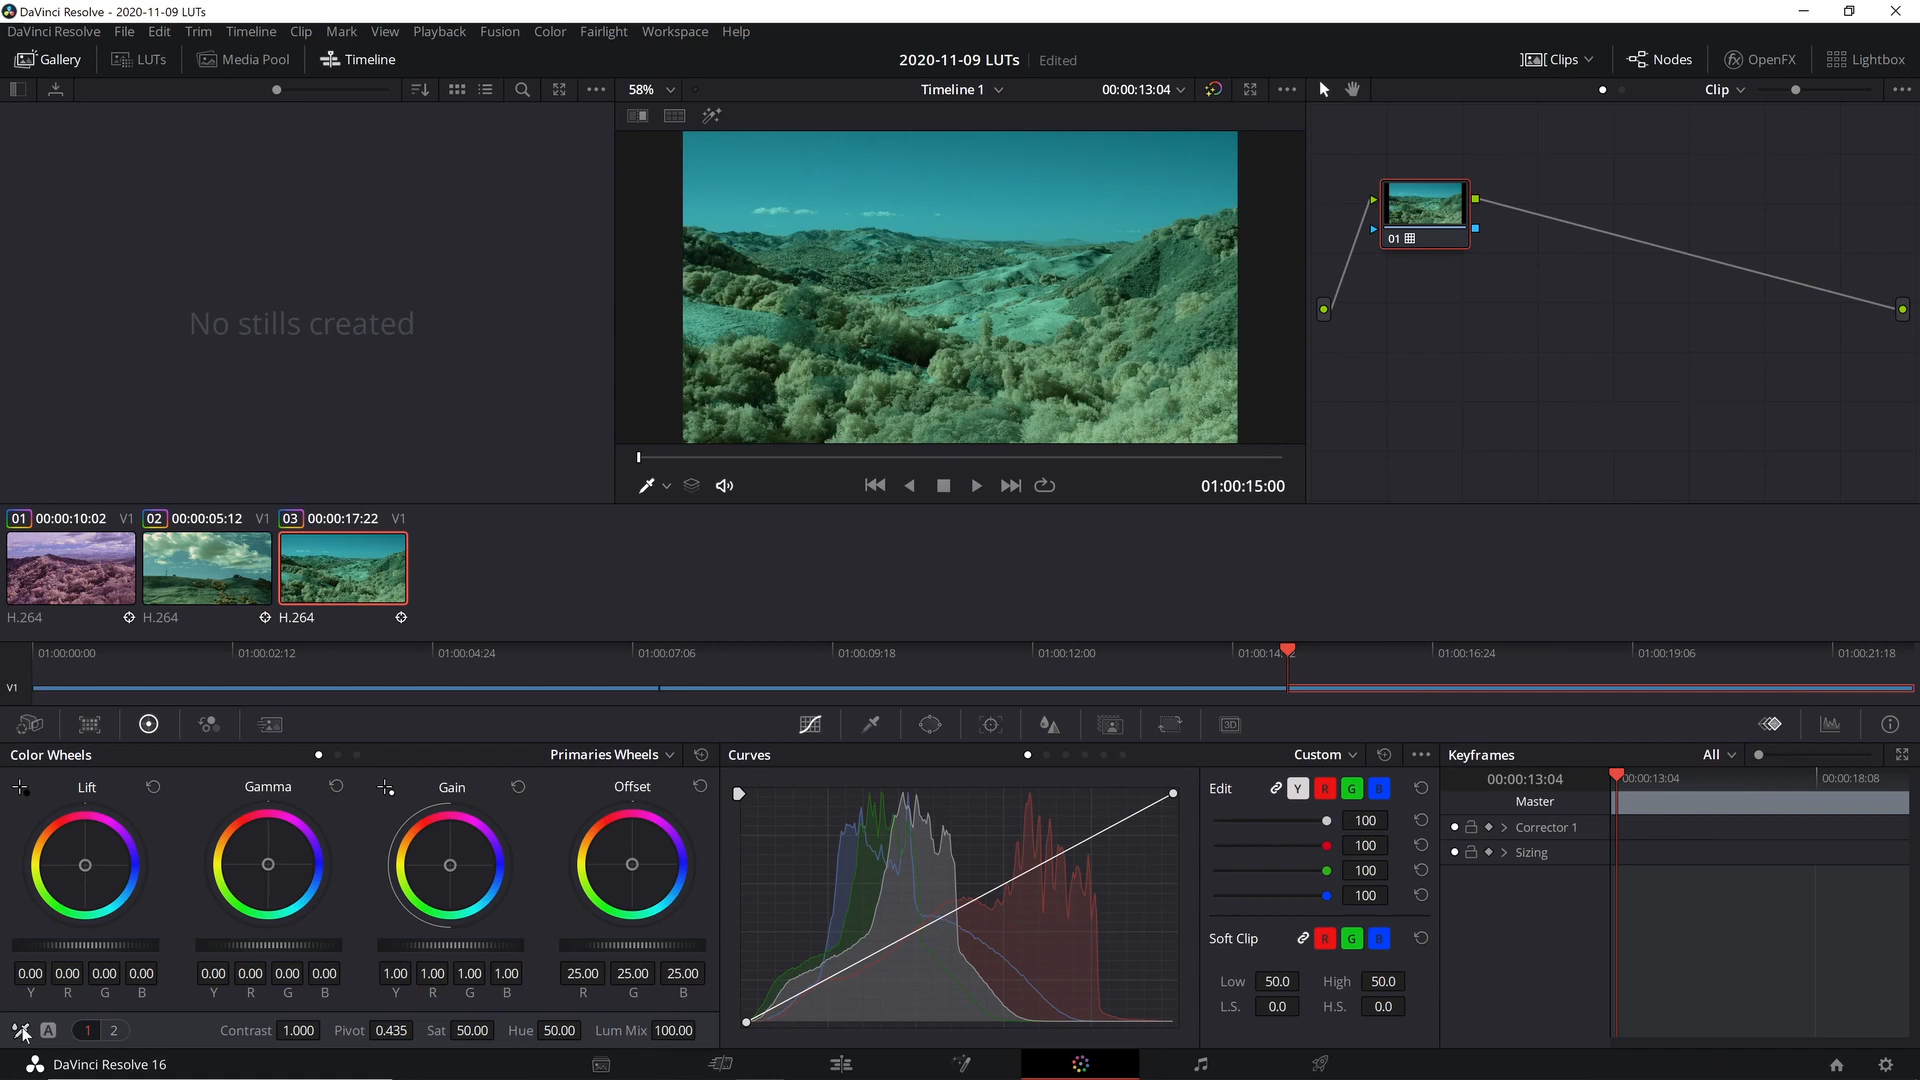 DaVinci Resolve - 2020-11-09 LUTs
DaVinci Resolve File Edit Trim Timeline Clip Mark View Playback Fusion Color Fairlight Workspace Help
Gallery LUTs Media Pool Timeline 2020-11-09 LUTs Edited Clips Nodes OpenFX Lightbox
58% Timeline 1 00:00:13:04 Clip
No stills created
01
01:00:15:00
01 00:00:10:02 V1 02 00:00:05:12 V1 03 00:00:17:22 V1
H.264 H.264 H.264
01:00:00:00 01:00:02:12 01:00:04:24 01:00:07:06 01:00:09:18 01:00:12:00 01:00:14:12 01:00:16:24 01:00:19:06 01:00:21:18
V1
3D
Color Wheels Primaries Wheels Curves Custom Keyframes All
Lift Gamma Gain Offset
0.00 0.00 0.00 0.00 0.00 0.00 0.00 0.00 1.00 1.00 1.00 1.00 25.00 25.00 25.00
Y R G B Y R G B Y R G B R G B
A 1 2 Contrast 1.000 Pivot 0.435 Sat 50.00 Hue 50.00 Lum Mix 100.00
Edit Y R G B
100
100
100
100
Soft Clip R G B
Low 50.0 High 50.0
L.S. 0.0 H.S. 0.0
00:00:13:04 00:00:13:04 00:00:18:08
Master
Corrector 1
Sizing
DaVinci Resolve 16